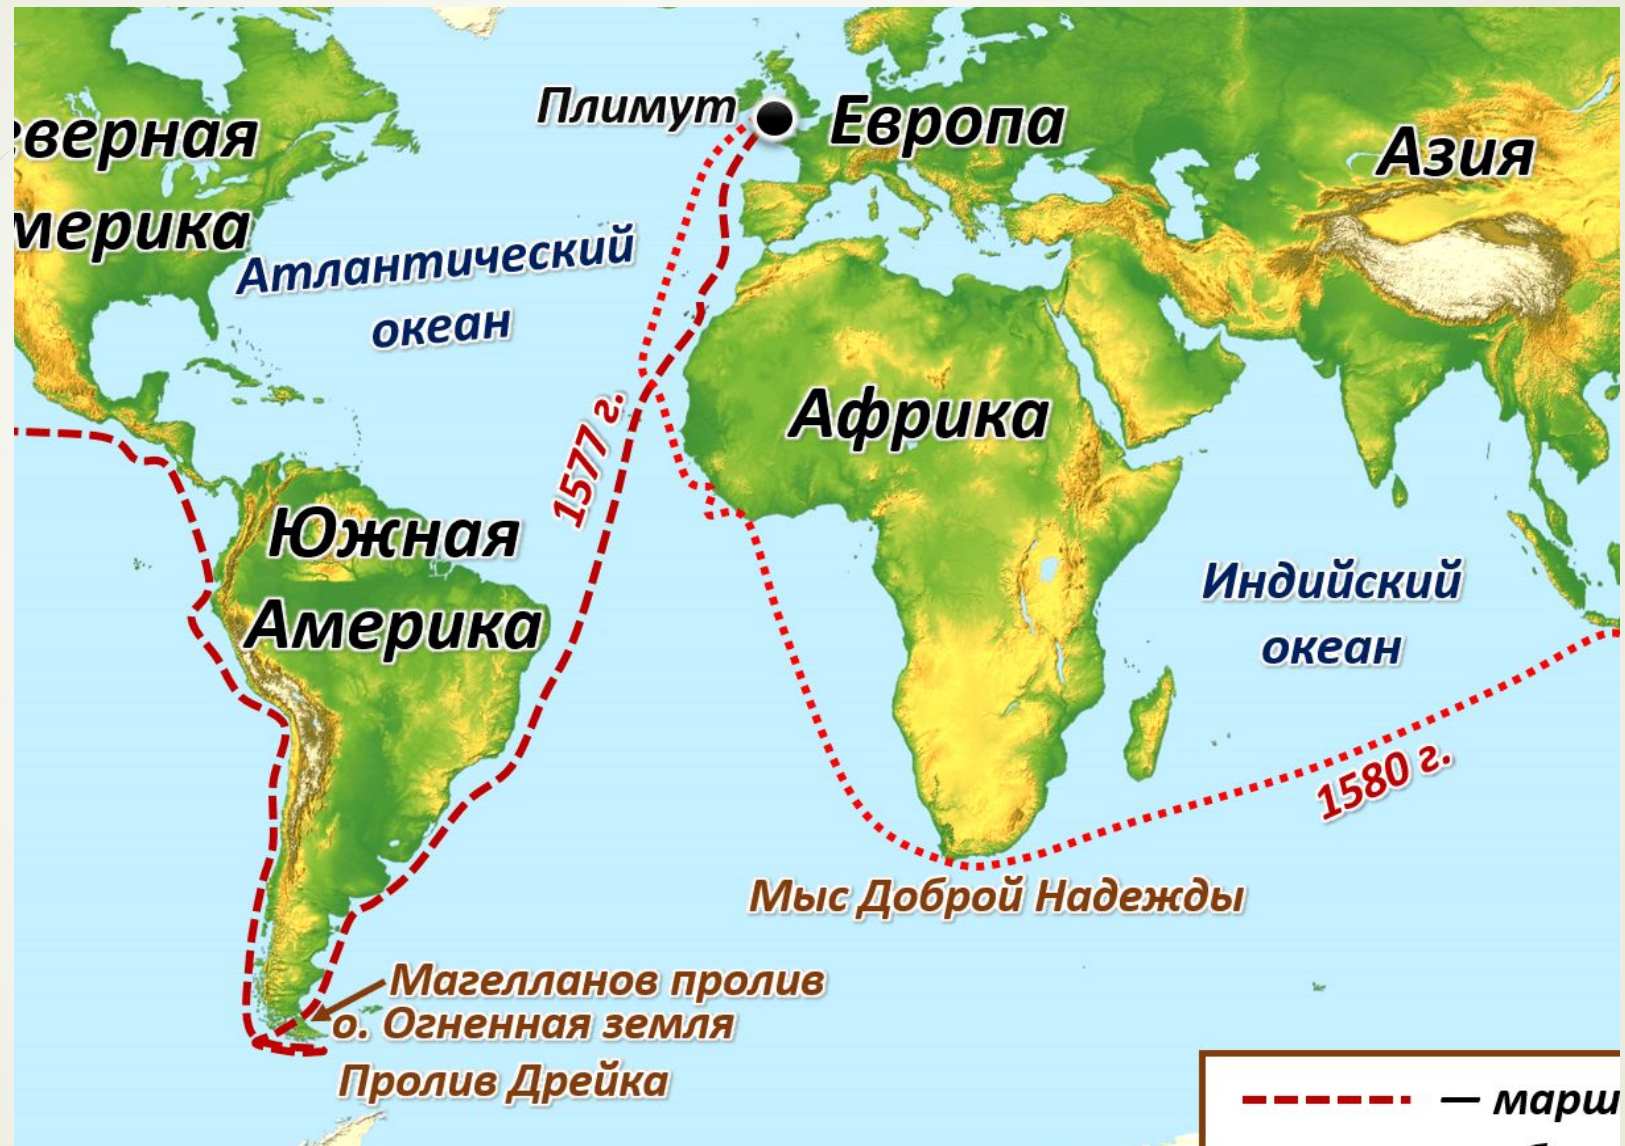 Плимут
Европа
Азия
еверная
мерика
Атлантический
океан
1577 г.
Африка
Южная
Америка
Индийский
океан
1580 г.
Мыс Доброй Надежды
Магелланов пролив
о. Огненная земля
Пролив Дрейка
— марш